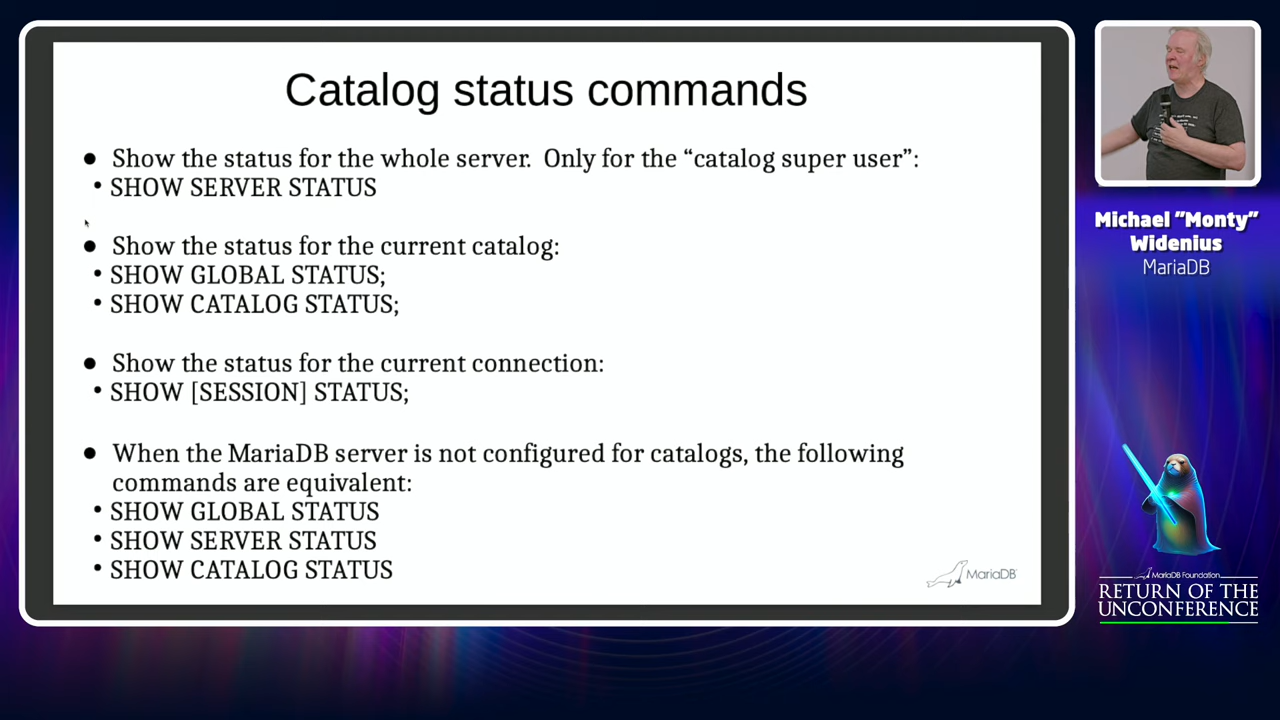 Catalog status commands
● Show the status for the whole server.  Only for the “catalog super user”:
• SHOW SERVER STATUS
● Show the status for the current catalog:
• SHOW GLOBAL STATUS;
• SHOW CATALOG STATUS;
● Show the status for the current connection:
• SHOW [SESSION] STATUS;
● When the MariaDB server is not configured for catalogs, the following
commands are equivalent:
• SHOW GLOBAL STATUS
• SHOW SERVER STATUS
• SHOW CATALOG STATUS
MariaDB
Michael "Monty"
Widenius
MariaDB
MariaDB Foundation
RETURN OF THE
UNCONFERENCE